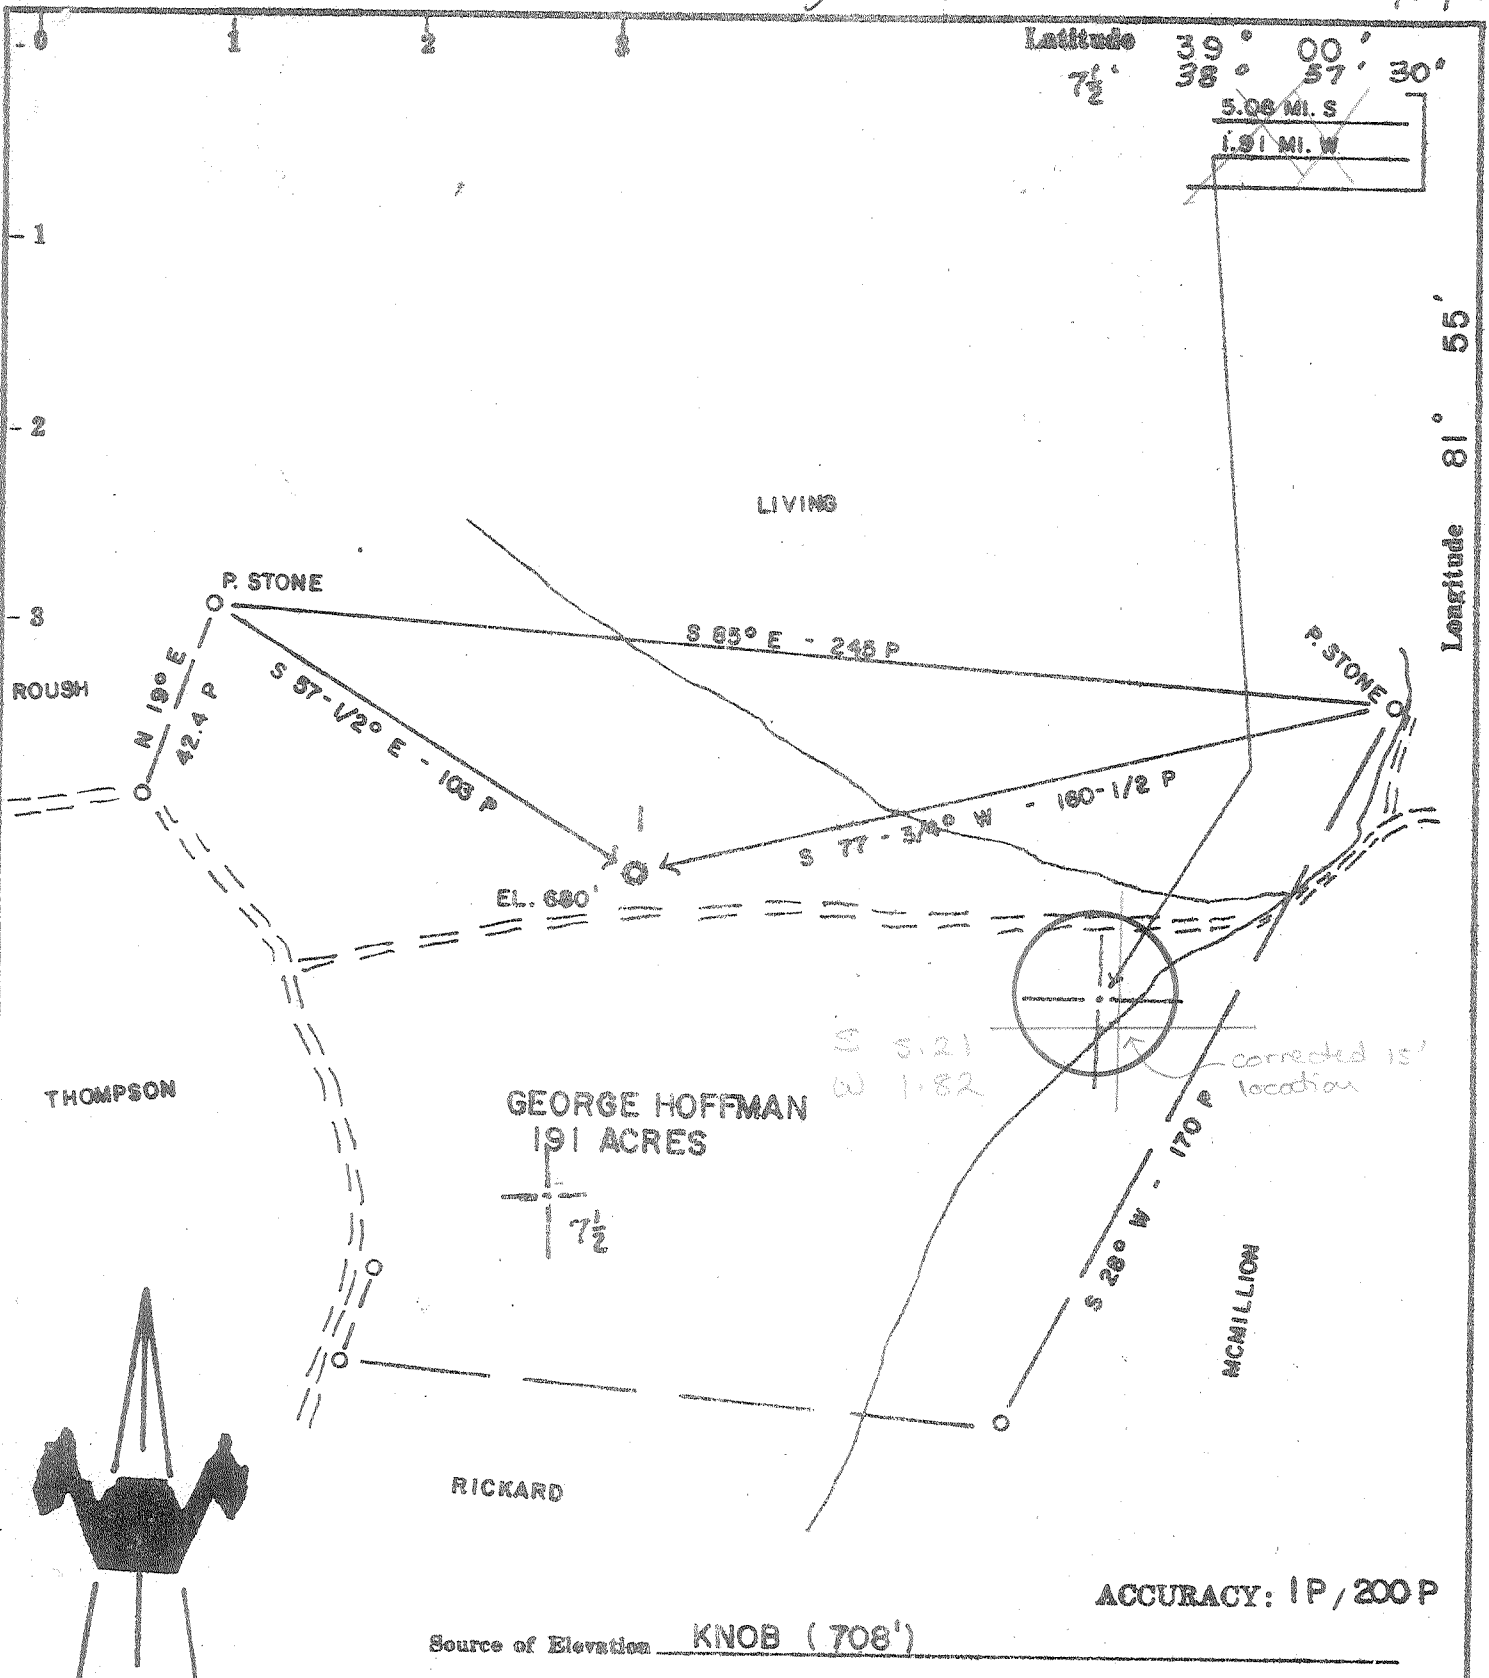 0 1 2 3
Latitude 39° 00'
7½' 38° 57' 30"
5.08 MI. S
1.91 MI. W
1
2
3
Longitude 81° 55'
LIVING
P. STONE
S 85° E - 248 P
P. STONE
ROUSH
N 19° E
42.4 P
S 57-1/2° E - 103 P
S 77-3/4° W - 160-1/2 P
1
EL. 680'
S 5.21
W 1.82
corrected 15'
location
THOMPSON
GEORGE HOFFMAN
191 ACRES
7½
S 28° W - 170 P
MCMILLION
RICKARD
ACCURACY: 1P/200P
Source of Elevation KNOB (708')